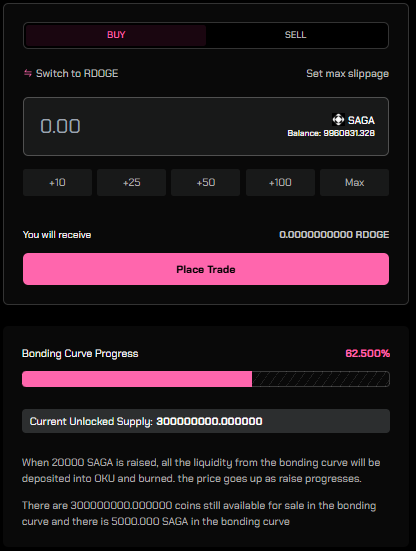 BUY SELL
Switch to RDOGE Set max slippage
0.00 SAGA
Balance: 9960831.328
+10 +25 +50 +100 Max
You will receive 0.0000000000 RDOGE
Place Trade
Bonding Curve Progress 62.500%
Current Unlocked Supply: 300000000.000000
When 20000 SAGA is raised, all the liquidity from the bonding curve will be
deposited into OKU and burned. the price goes up as raise progresses.
There are 300000000.000000 coins still available for sale in the bonding
curve and there is 5000.000 SAGA in the bonding curve